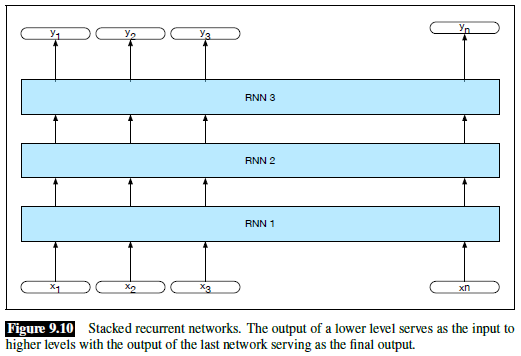 y1 y2 y3 yn
RNN 3
RNN 2
RNN 1
x1 x2 x3 xn
Figure 9.10 Stacked recurrent networks. The output of a lower level serves as the input to
higher levels with the output of the last network serving as the final output.